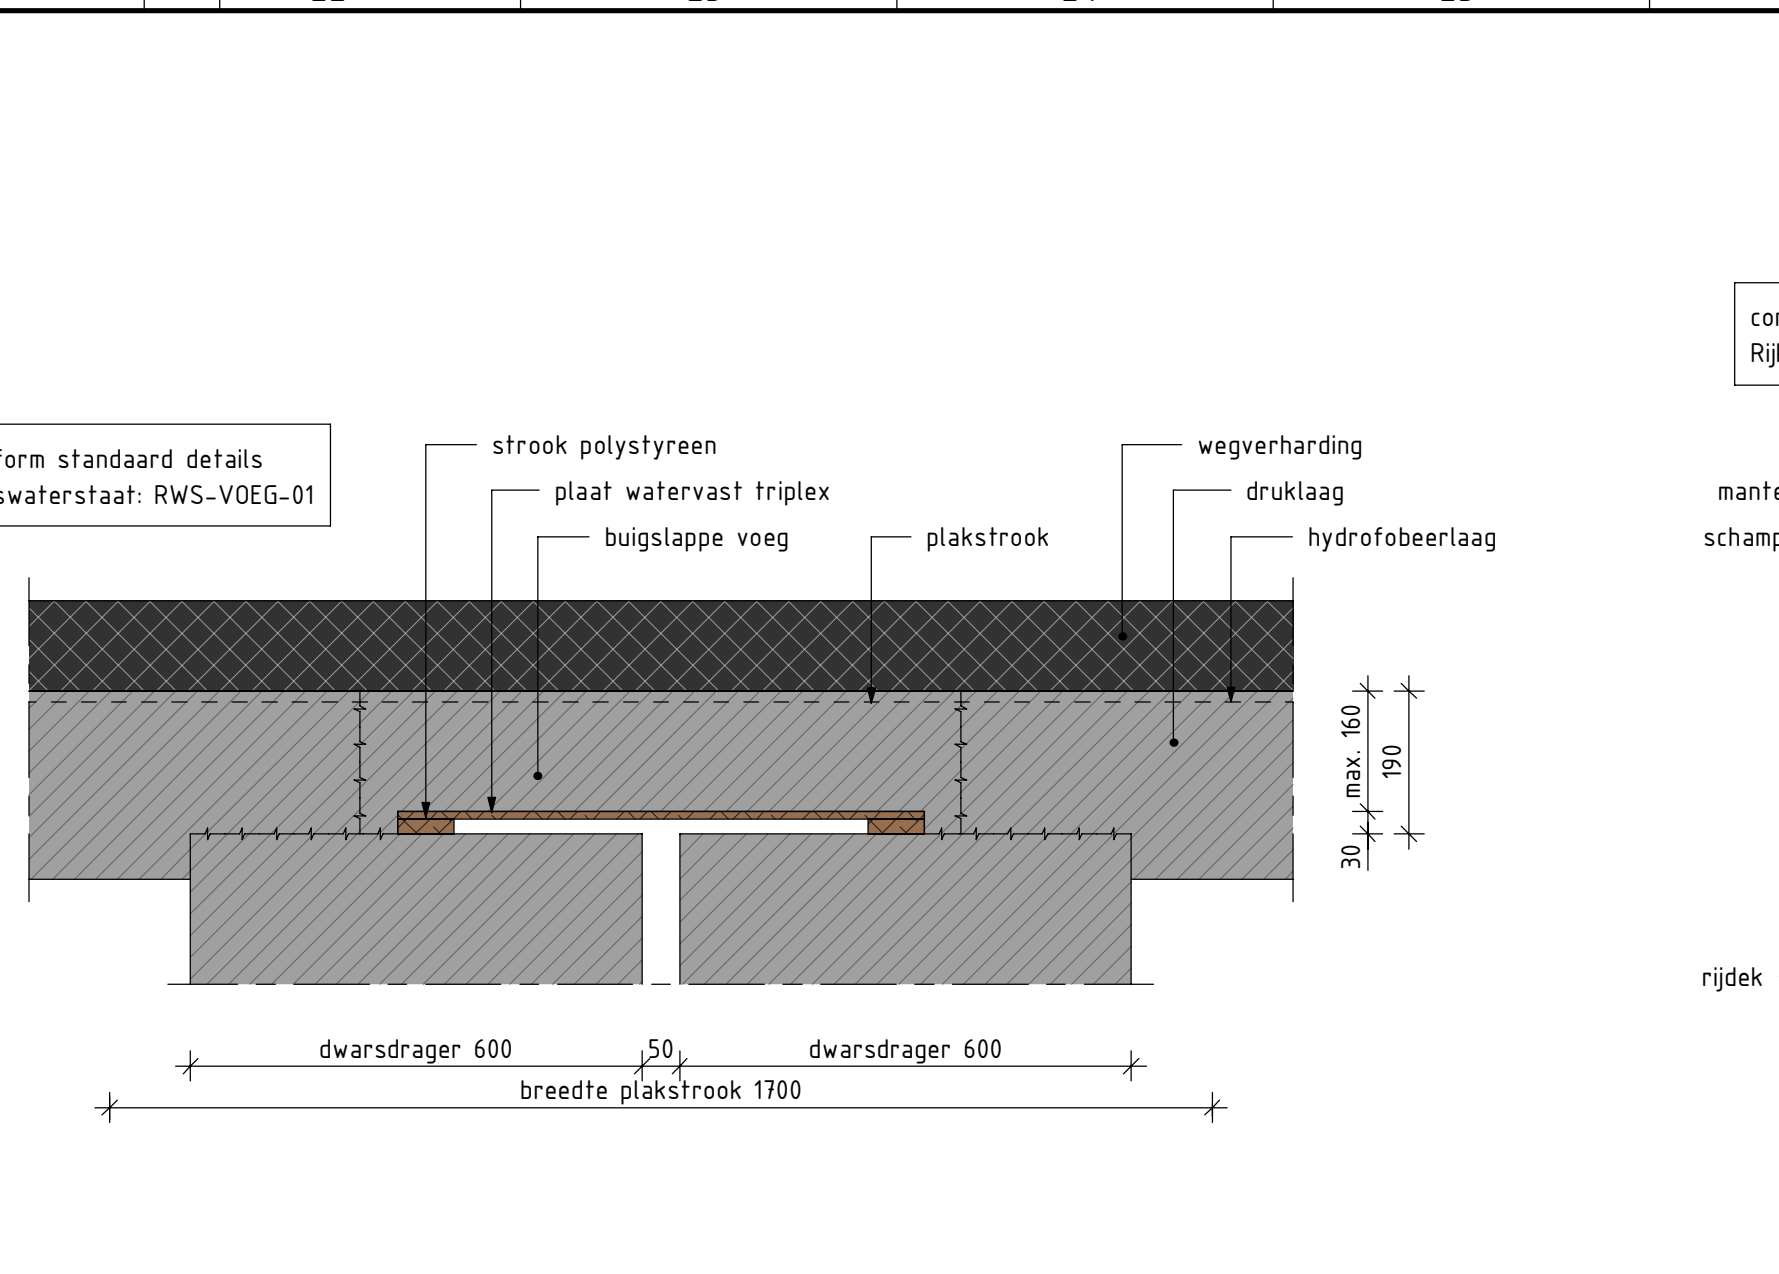 form standaard details
swaterstaat: RWS-VOEG-01
strook polystyreen
plaat watervast triplex
buigslappe voeg
plakstrook
wegverharding
druklaag
hydrofobeerlaag
max. 160
190
30
dwarsdrager 600
50
dwarsdrager 600
breedte plakstrook 1700
rijdek